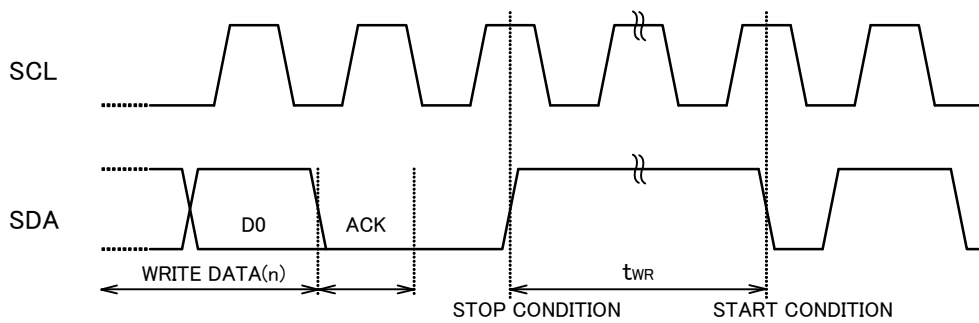 SCL
SDA
D0
ACK
WRITE DATA(n)
tWR
STOP CONDITION
START CONDITION